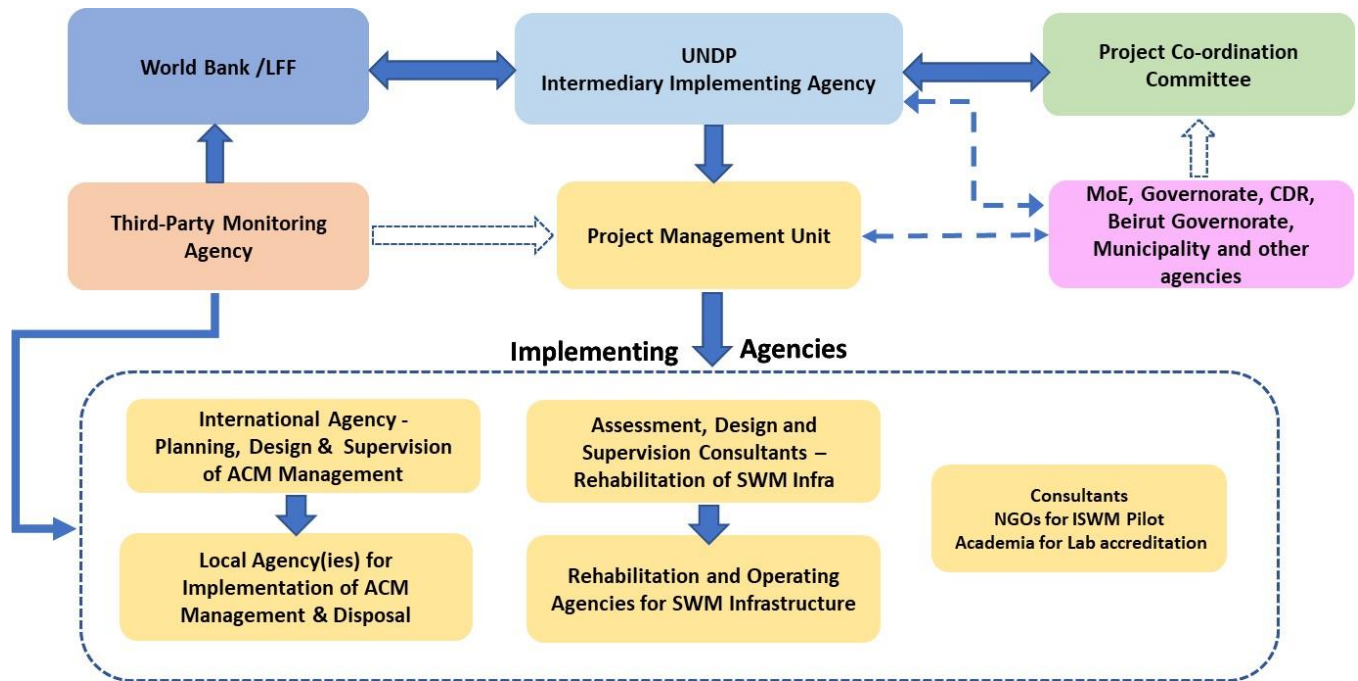 World Bank /LFF
UNDP
Intermediary Implementing Agency
Project Co-ordination
Committee
Third-Party Monitoring
Agency
Project Management Unit
MoE, Governorate, CDR,
Beirut Governorate,
Municipality and other
agencies
Implementing Agencies
International Agency -
Planning, Design & Supervision
of ACM Management
Assessment, Design and
Supervision Consultants –
Rehabilitation of SWM Infra
Consultants
NGOs for ISWM Pilot
Academia for Lab accreditation
Local Agency(ies) for
Implementation of ACM
Management & Disposal
Rehabilitation and Operating
Agencies for SWM Infrastructure